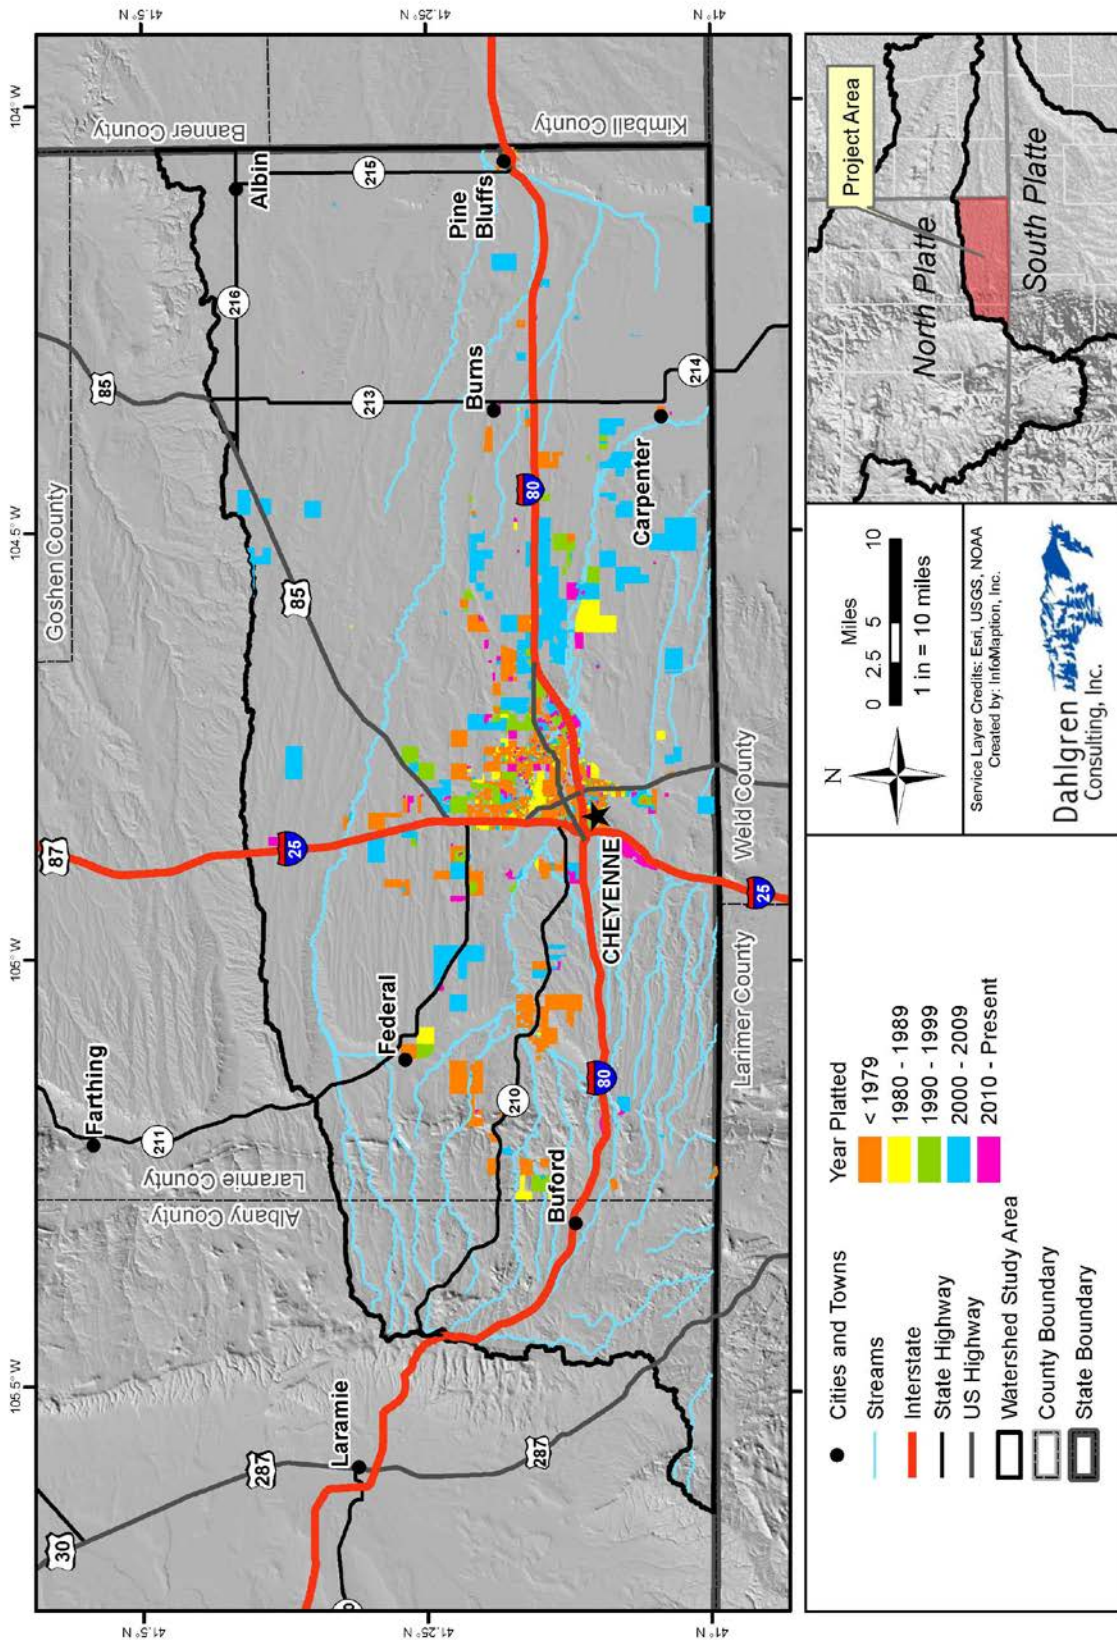 104° W
104.5° W
105° W
105.5° W
41.5° N
41.25° N
41° N
41.5° N
41.25° N
41° N
30
287
Laramie
287
Farthing
211
Laramie County
Albany County
Buford
210
80
Federal
87
25
CHEYENNE
25
Larimer County
Weld County
85
Goshen County
85
80
Carpenter
Burns
213
214
216
Albin
215
Pine
Bluffs
Banner County
Kimball County
Cities and Towns
Streams
Interstate
State Highway
US Highway
Watershed Study Area
County Boundary
State Boundary
Year Platted
< 1979
1980 - 1989
1990 - 1999
2000 - 2009
2010 - Present
N
Miles
0 2.5 5 10
1 in = 10 miles
Service Layer Credits: Esri, USGS, NOAA
Created by: InfoMaption, Inc.
Dahlgren
Consulting, Inc.
Project Area
North Platte
South Platte